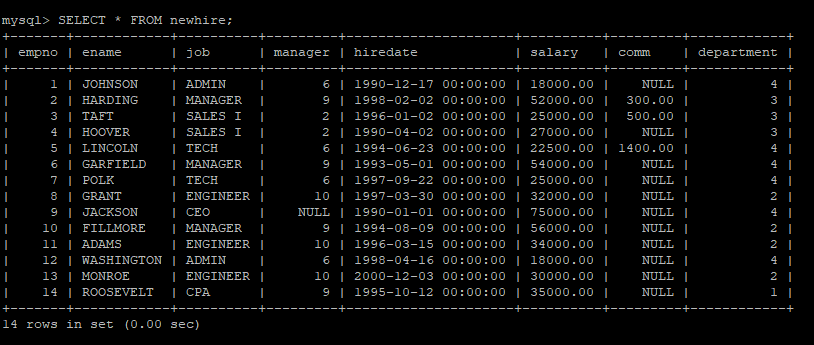 mysql> SELECT * FROM newhire;
+-------+------------+----------+---------+---------------------+----------+---------+------------+
| empno | ename      | job      | manager | hiredate            | salary   | comm    | department |
+-------+------------+----------+---------+---------------------+----------+---------+------------+
|     1 | JOHNSON    | ADMIN    |       6 | 1990-12-17 00:00:00 | 18000.00 |    NULL |          4 |
|     2 | HARDING    | MANAGER  |       9 | 1998-02-02 00:00:00 | 52000.00 |  300.00 |          3 |
|     3 | TAFT       | SALES I  |       2 | 1996-01-02 00:00:00 | 25000.00 |  500.00 |          3 |
|     4 | HOOVER     | SALES I  |       2 | 1990-04-02 00:00:00 | 27000.00 |    NULL |          3 |
|     5 | LINCOLN    | TECH     |       6 | 1994-06-23 00:00:00 | 22500.00 | 1400.00 |          4 |
|     6 | GARFIELD   | MANAGER  |       9 | 1993-05-01 00:00:00 | 54000.00 |    NULL |          4 |
|     7 | POLK       | TECH     |       6 | 1997-09-22 00:00:00 | 25000.00 |    NULL |          4 |
|     8 | GRANT      | ENGINEER |      10 | 1997-03-30 00:00:00 | 32000.00 |    NULL |          2 |
|     9 | JACKSON    | CEO      |    NULL | 1990-01-01 00:00:00 | 75000.00 |    NULL |          4 |
|    10 | FILLMORE   | MANAGER  |       9 | 1994-08-09 00:00:00 | 56000.00 |    NULL |          2 |
|    11 | ADAMS      | ENGINEER |      10 | 1996-03-15 00:00:00 | 34000.00 |    NULL |          2 |
|    12 | WASHINGTON | ADMIN    |       6 | 1998-04-16 00:00:00 | 18000.00 |    NULL |          4 |
|    13 | MONROE     | ENGINEER |      10 | 2000-12-03 00:00:00 | 30000.00 |    NULL |          2 |
|    14 | ROOSEVELT  | CPA      |       9 | 1995-10-12 00:00:00 | 35000.00 |    NULL |          1 |
+-------+------------+----------+---------+---------------------+----------+---------+------------+
14 rows in set (0.00 sec)